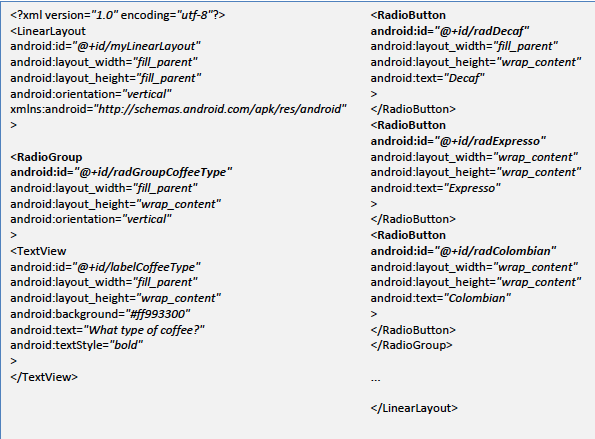 <?xml version="1.0" encoding="utf-8"?>
<LinearLayout
android:id="@+id/myLinearLayout"
android:layout_width="fill_parent"
android:layout_height="fill_parent"
android:orientation="vertical"
xmlns:android="http://schemas.android.com/apk/res/android"
>
<RadioGroup
android:id="@+id/radGroupCoffeeType"
android:layout_width="fill_parent"
android:layout_height="wrap_content"
android:orientation="vertical"
>
<TextView
android:id="@+id/labelCoffeeType"
android:layout_width="fill_parent"
android:layout_height="wrap_content"
android:background="#ff993300"
android:text="What type of coffee?"
android:textStyle="bold"
>
</TextView>
<RadioButton
android:id="@+id/radDecaf"
android:layout_width="fill_parent"
android:layout_height="wrap_content"
android:text="Decaf"
>
</RadioButton>
<RadioButton
android:id="@+id/radExpresso"
android:layout_width="wrap_content"
android:layout_height="wrap_content"
android:text="Expresso"
>
</RadioButton>
<RadioButton
android:id="@+id/radColombian"
android:layout_width="wrap_content"
android:layout_height="wrap_content"
android:text="Colombian"
>
</RadioButton>
</RadioGroup>
...
</LinearLayout>